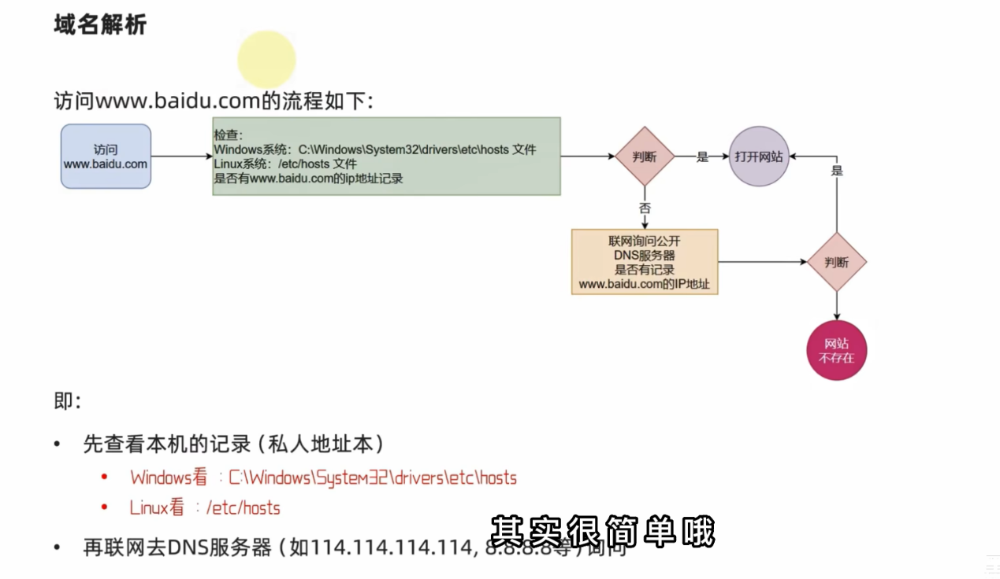 域名解析
访问www.baidu.com的流程如下：
访问
www.baidu.com
检查：
Windows系统：C:\Windows\System32\drivers\etc\hosts 文件
Linux系统：/etc/hosts 文件
是否有www.baidu.com的ip地址记录
判断
是
打开网站
是
否
联网询问公开
DNS服务器
是否有记录
www.baidu.com的IP地址
判断
网站
不存在
即：
• 先查看本机的记录（私人地址本）
• Windows看：C:\Windows\System32\drivers\etc\hosts
• Linux看：/etc/hosts
• 再联网去DNS服务器（如114.114.114.114, 8.8.8.8等）询问
其实很简单哦